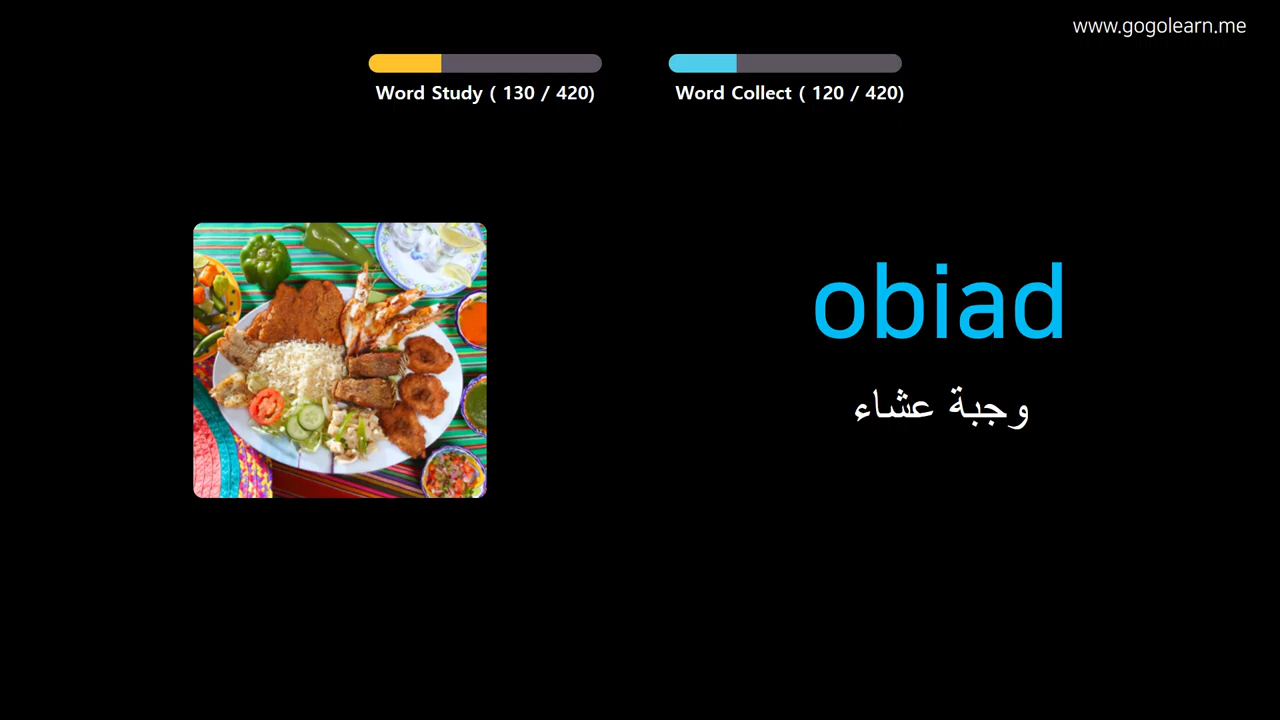 www.gogolearn.me
Word Study ( 130 / 420)
Word Collect ( 120 / 420)
obiad
وجبة عشاء